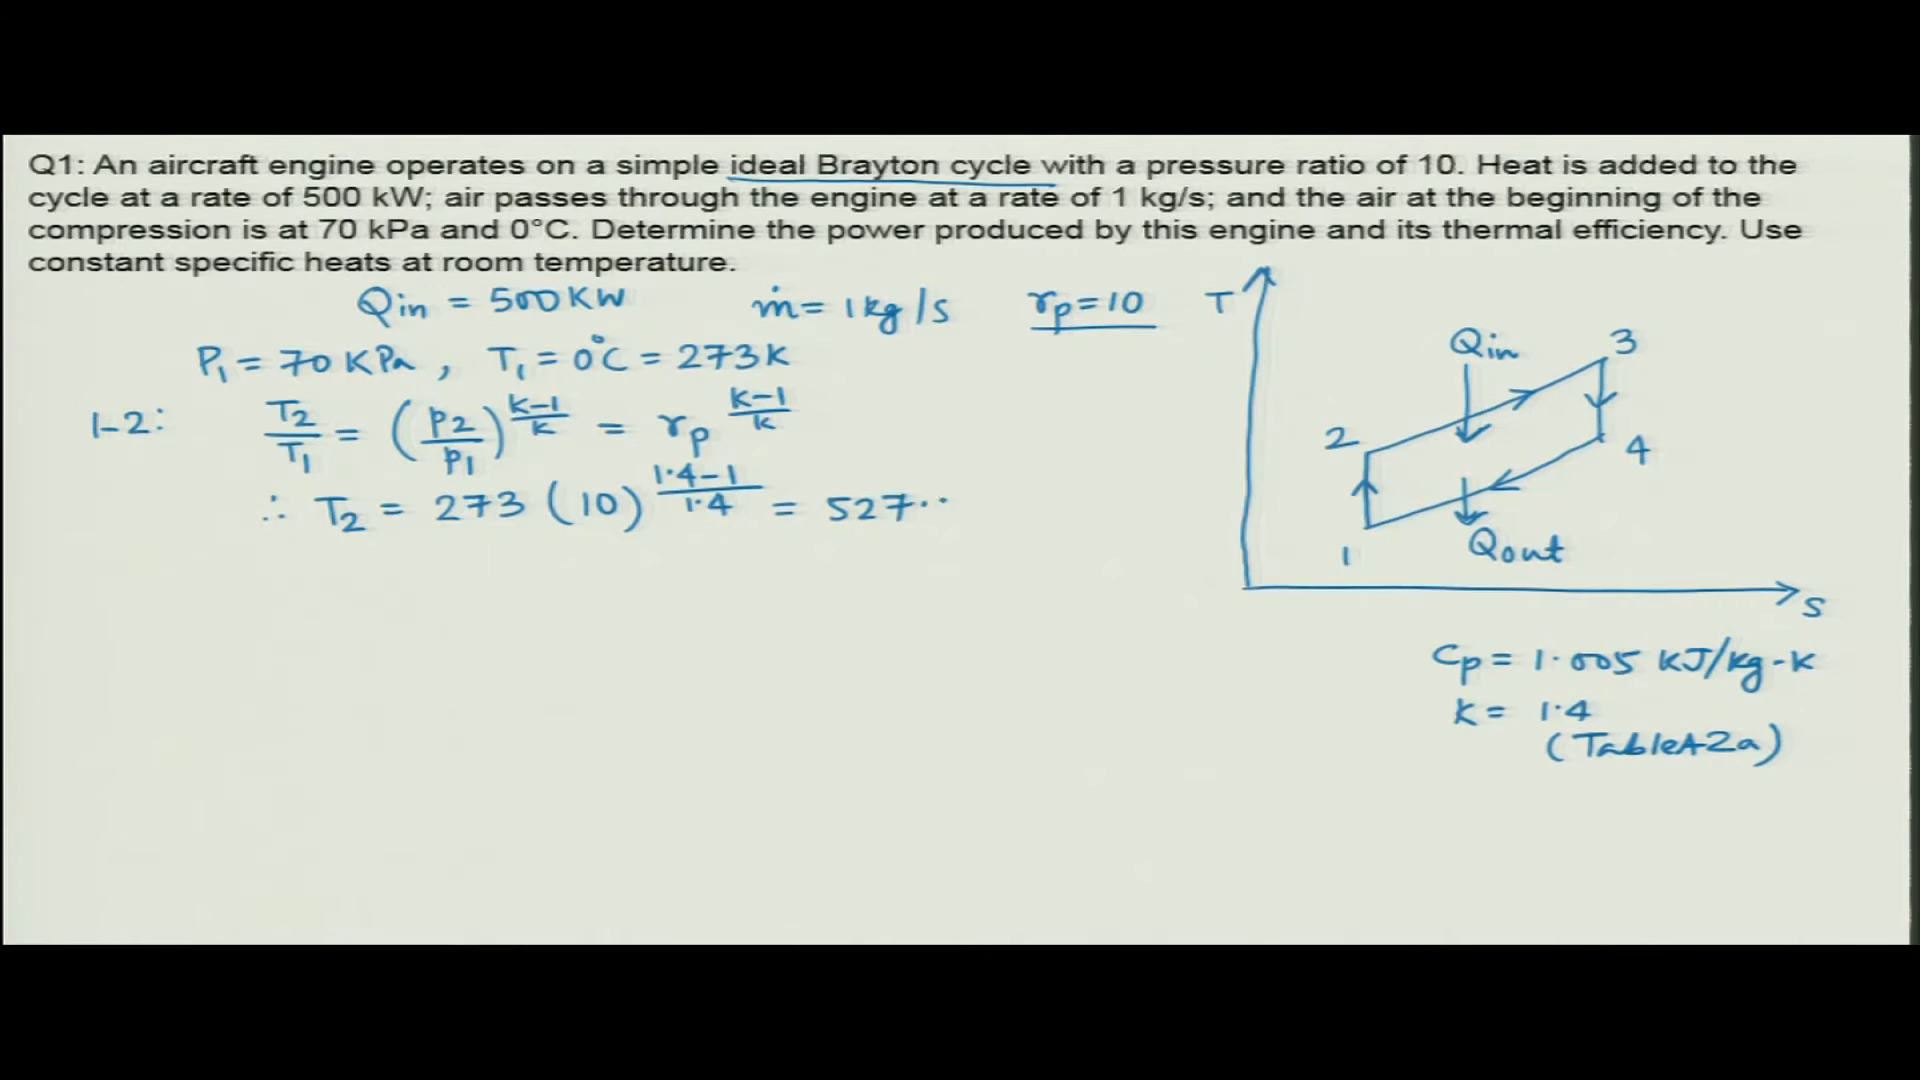 Q1: An aircraft engine operates on a simple ideal Brayton cycle with a pressure ratio of 10. Heat is added to the
cycle at a rate of 500 kW; air passes through the engine at a rate of 1 kg/s; and the air at the beginning of the
compression is at 70 kPa and 0°C. Determine the power produced by this engine and its thermal efficiency. Use
constant specific heats at room temperature.
Qin = 500 KW ṁ = 1 kg/s rp = 10
P1 = 70 KPa, T1 = 0°C = 273 K
1-2: T2/T1 = (P2/P1)^(k-1/k) = rp^(k-1/k)
∴ T2 = 273 (10)^(1.4-1/1.4) = 527..
T
Qin
3
2
4
1
Qout
S
Cp = 1.005 KJ/kg-K
K = 1.4
(Table A2a)